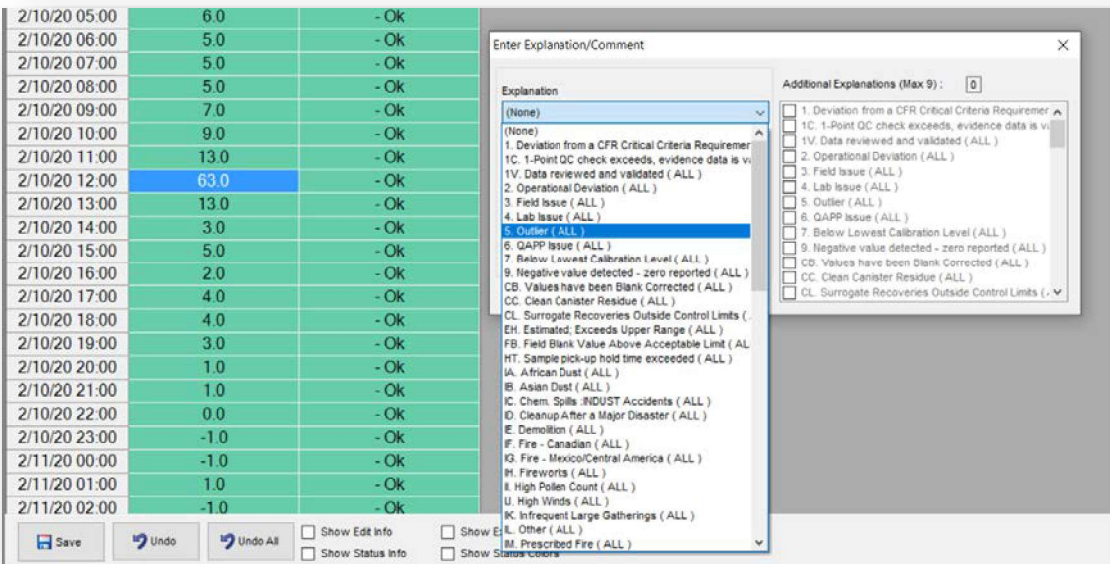 2/10/20 05:00 6.0 - Ok
2/10/20 06:00 5.0 - Ok
2/10/20 07:00 5.0 - Ok
2/10/20 08:00 5.0 - Ok
2/10/20 09:00 7.0 - Ok
2/10/20 10:00 9.0 - Ok
2/10/20 11:00 13.0 - Ok
2/10/20 12:00 63.0 - Ok
2/10/20 13:00 13.0 - Ok
2/10/20 14:00 3.0 - Ok
2/10/20 15:00 5.0 - Ok
2/10/20 16:00 2.0 - Ok
2/10/20 17:00 4.0 - Ok
2/10/20 18:00 4.0 - Ok
2/10/20 19:00 3.0 - Ok
2/10/20 20:00 1.0 - Ok
2/10/20 21:00 1.0 - Ok
2/10/20 22:00 0.0 - Ok
2/10/20 23:00 -1.0 - Ok
2/11/20 00:00 -1.0 - Ok
2/11/20 01:00 1.0 - Ok
2/11/20 02:00 -1.0 - Ok
Enter Explanation/Comment
Explanation
(None)
(None)
1. Deviation from a CFR Critical Criteria Requiremer
1C. 1-Point QC check exceeds, evidence data is va
1V. Data reviewed and validated ( ALL )
2. Operational Deviation ( ALL )
3. Field Issue ( ALL )
4. Lab Issue ( ALL )
5. Outlier ( ALL )
6. QAPP Issue ( ALL )
7. Below Lowest Calibration Level ( ALL )
9. Negative value detected - zero reported ( ALL )
CB. Values have been Blank Corrected ( ALL )
CC. Clean Canister Residue ( ALL )
CL. Surrogate Recoveries Outside Control Limits ( .
EH. Estimated; Exceeds Upper Range ( ALL )
FB. Field Blank Value Above Acceptable Limit ( AL
HT. Sample pick-up hold time exceeded ( ALL )
IA. African Dust ( ALL )
IB. Asian Dust ( ALL )
IC. Chem. Spills :INDUST Accidents ( ALL )
ID. Cleanup After a Major Disaster ( ALL )
IE. Demolition ( ALL )
IF. Fire - Canadian ( ALL )
IG. Fire - Mexico/Central America ( ALL )
IH. Fireworks ( ALL )
II. High Pollen Count ( ALL )
IJ. High Winds ( ALL )
IK. Infrequent Large Gatherings ( ALL )
IL. Other ( ALL )
IM. Prescribed Fire ( ALL )
Additional Explanations (Max 9) : 0
1. Deviation from a CFR Critical Criteria Requiremer
1C. 1-Point QC check exceeds, evidence data is va
1V. Data reviewed and validated ( ALL )
2. Operational Deviation ( ALL )
3. Field Issue ( ALL )
4. Lab Issue ( ALL )
5. Outlier ( ALL )
6. QAPP Issue ( ALL )
7. Below Lowest Calibration Level ( ALL )
9. Negative value detected - zero reported ( ALL )
CB. Values have been Blank Corrected ( ALL )
CC. Clean Canister Residue ( ALL )
CL. Surrogate Recoveries Outside Control Limits ( .
Save Undo Undo All
Show Edit Info
Show Status Info
Show E
Show Status Colors